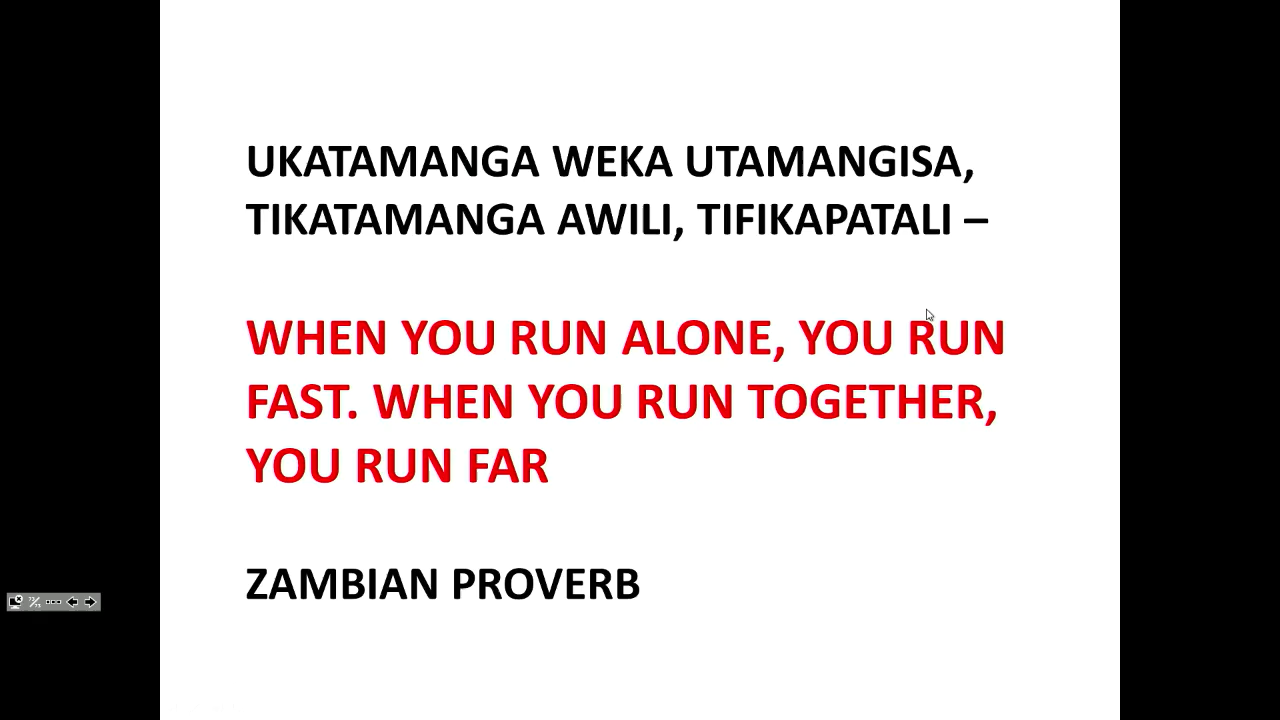 UKATAMANGA WEKA UTAMANGISA,
TIKATAMANGA AWILI, TIFIKAPATALI –
WHEN YOU RUN ALONE, YOU RUN
FAST. WHEN YOU RUN TOGETHER,
YOU RUN FAR
ZAMBIAN PROVERB